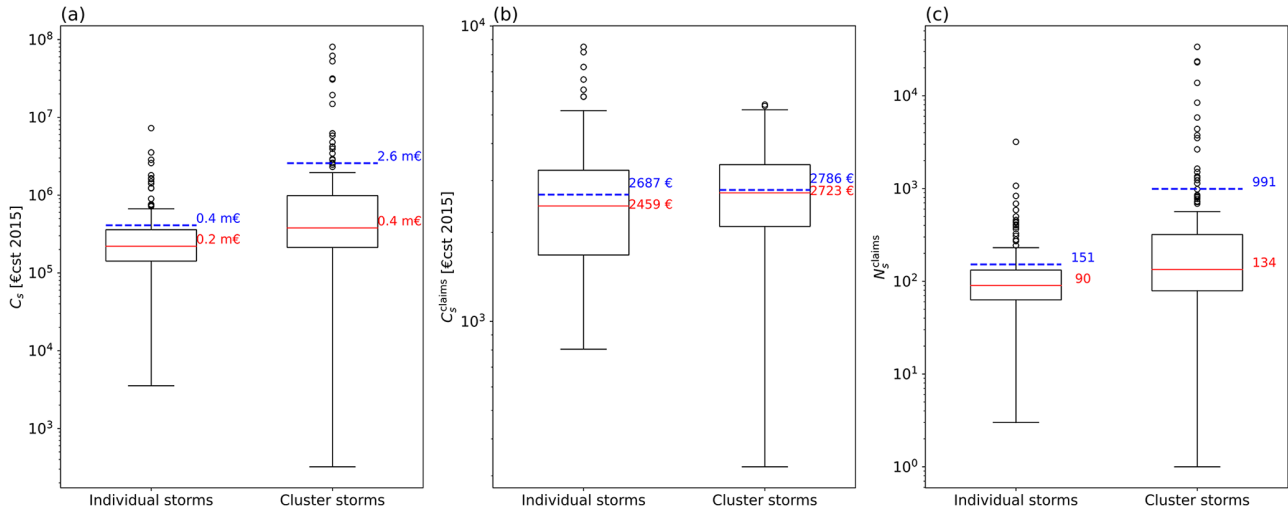 (a)
C_s [€cst 2015]
10^8
10^7
10^6
10^5
10^4
10^3
2.6 m€
0.4 m€
0.4 m€
0.2 m€
Individual storms
Cluster storms
(b)
C_s^claims [€cst 2015]
10^4
10^3
2687 €
2459 €
2786 €
2723 €
Individual storms
Cluster storms
(c)
N_s^claims
10^4
10^3
10^2
10^1
10^0
151
90
991
134
Individual storms
Cluster storms